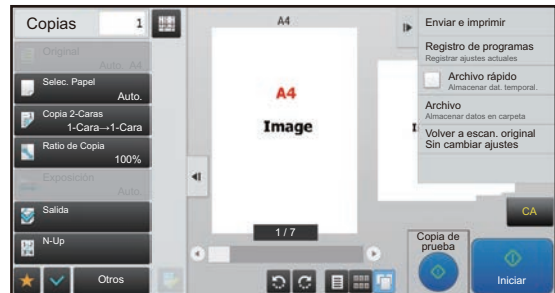 Copias 1
Original
Auto. A4
Selec. Papel
Auto.
Copia 2-Caras
1-Cara→1-Cara
Ratio de Copia
100%
Exposición
Auto.
Salida
N-Up
Otros
A4
A4
Image
1 / 7
Enviar e imprimir
Registro de programas
Registrar ajustes actuales
Archivo rápido
Almacenar dat. temporal.
Archivo
Almacenar datos en carpeta
Volver a escan. original
Sin cambiar ajustes
CA
Copia de
prueba
Iniciar